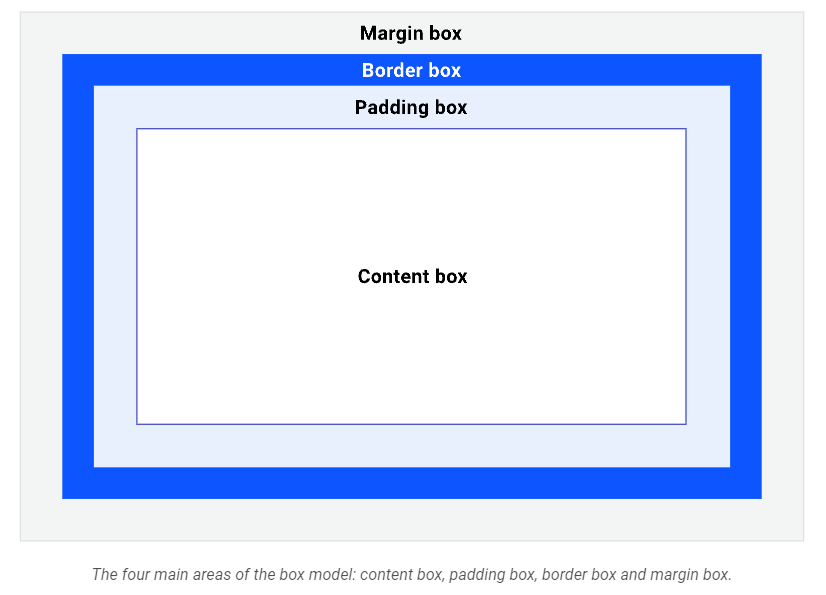 Margin box
Border box
Padding box
Content box
The four main areas of the box model: content box, padding box, border box and margin box.